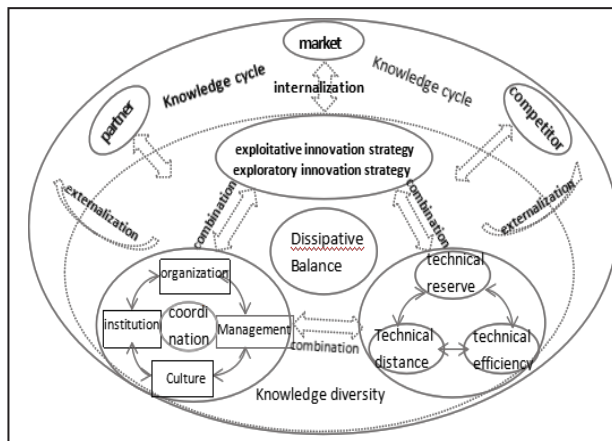 market
Knowledge cycle
Knowledge cycle
internalization
partner
competitor
exploitative innovation strategy
exploratory innovation strategy
externalization
externalization
combination
combination
Dissipative
Balance
organization
institution
coordi
nation
Management
Culture
combination
technical
reserve
Technical
distance
technical
efficiency
Knowledge diversity